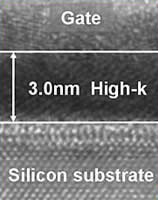 Gate
3.0nm High-k
Silicon substrate